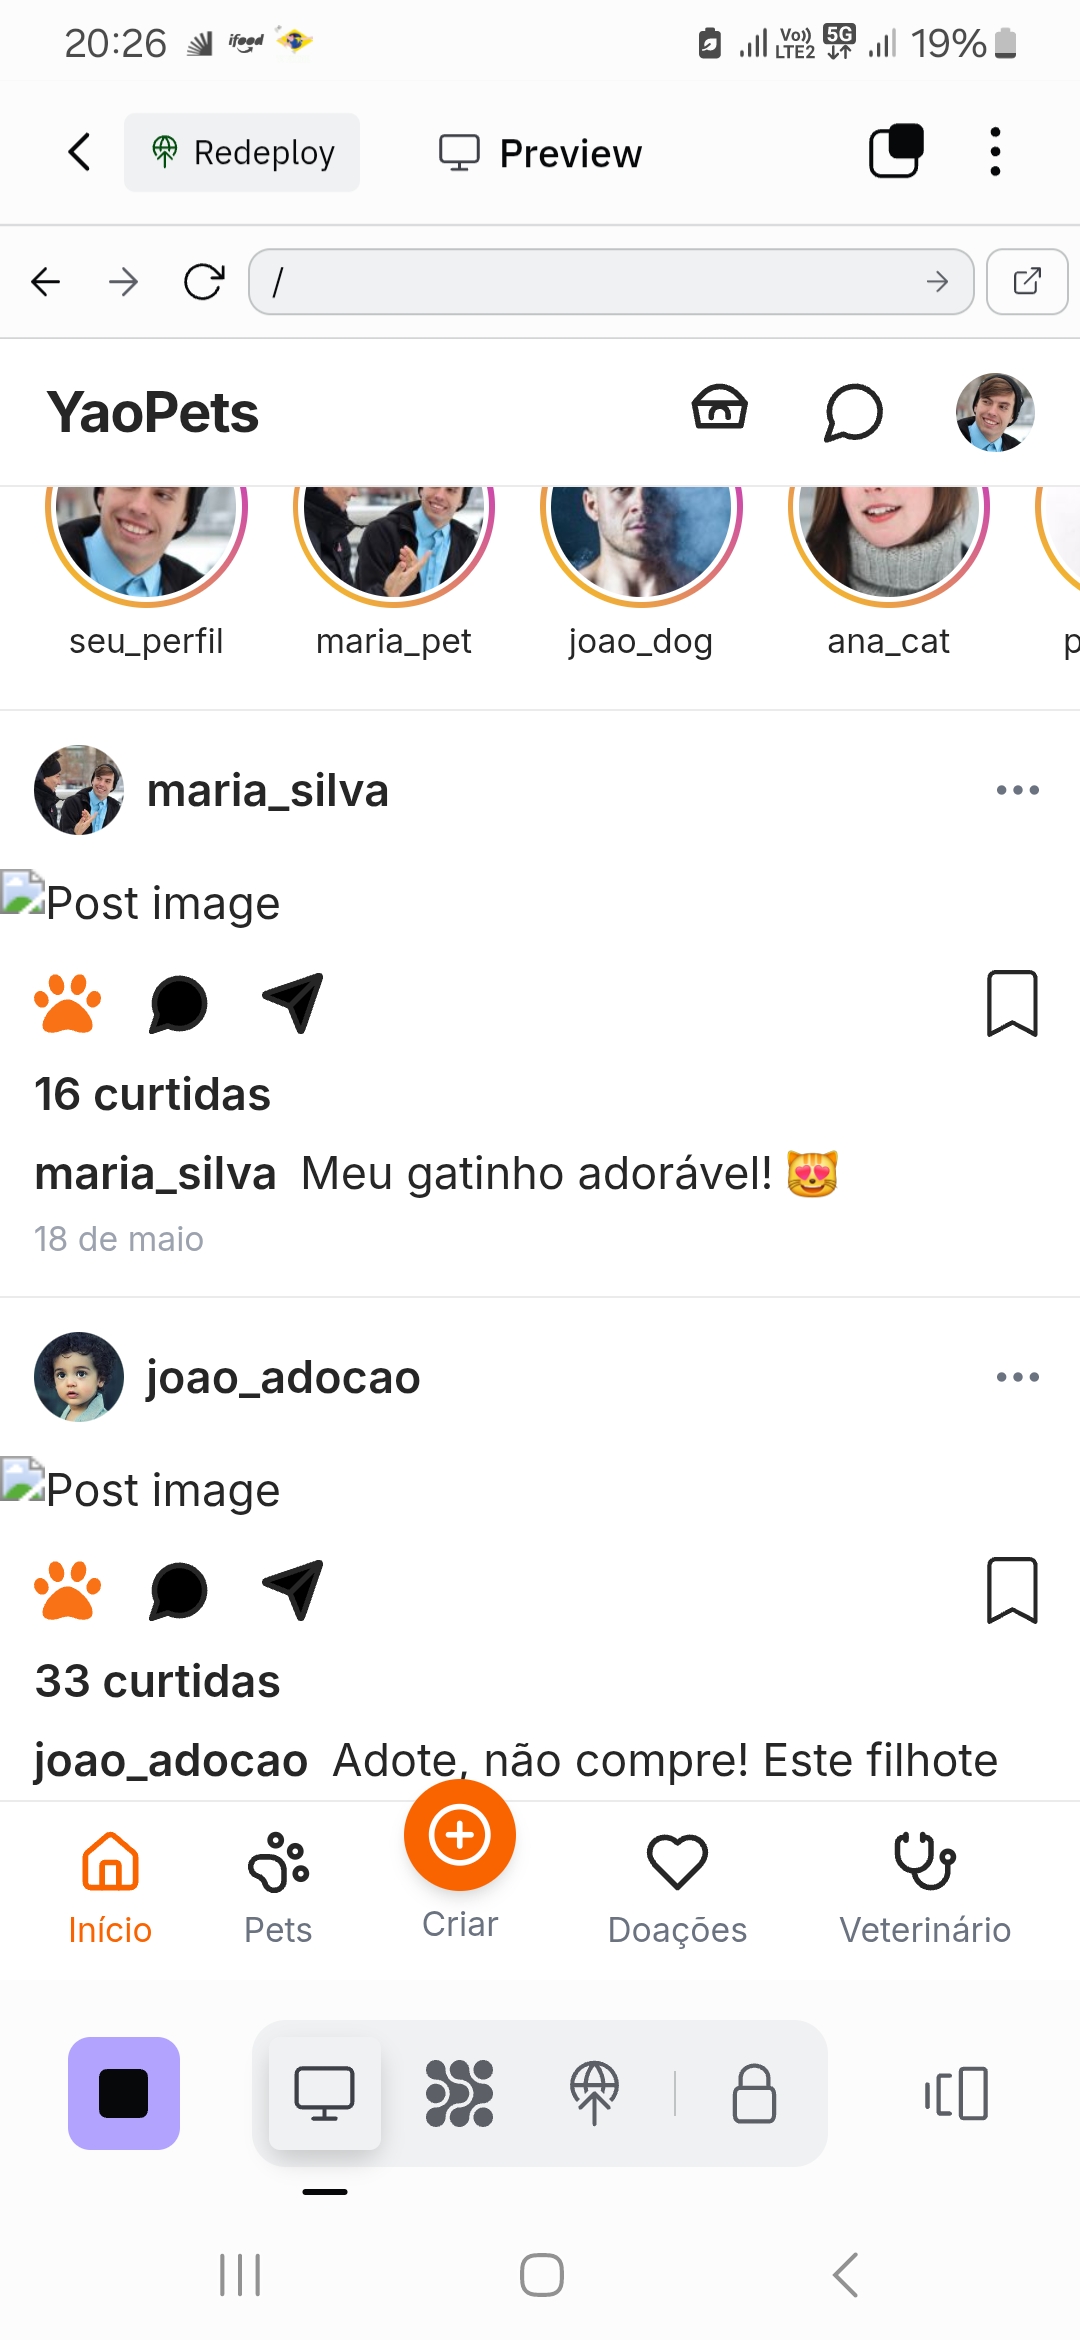 20:26 ifood Vo)) LTE2 5G 19%
Redeploy Preview
/
YaoPets
seu_perfil maria_pet joao_dog ana_cat p
maria_silva
Post image
16 curtidas
maria_silva Meu gatinho adorável! 😻
18 de maio
joao_adocao
Post image
33 curtidas
joao_adocao Adote, não compre! Este filhote
Início Pets Criar Doações Veterinário